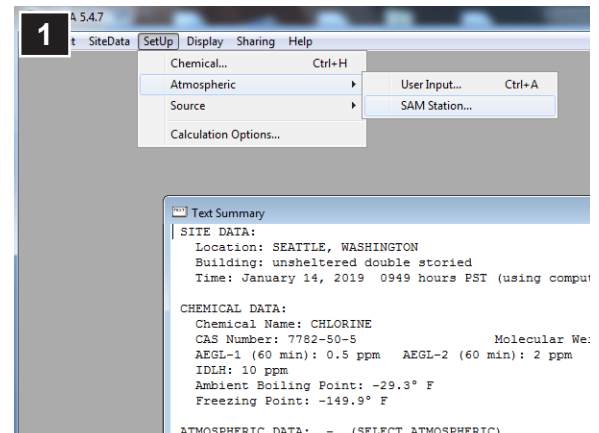 1
A 5.4.7
t SiteData SetUp Display Sharing Help
Chemical... Ctrl+H
Atmospheric
User Input... Ctrl+A
Source
SAM Station...
Calculation Options...
Text Summary
SITE DATA:
Location: SEATTLE, WASHINGTON
Building: unsheltered double storied
Time: January 14, 2019 0949 hours PST (using comput
CHEMICAL DATA:
Chemical Name: CHLORINE
CAS Number: 7782-50-5 Molecular Wei
AEGL-1 (60 min): 0.5 ppm AEGL-2 (60 min): 2 ppm
IDLH: 10 ppm
Ambient Boiling Point: -29.3° F
Freezing Point: -149.9° F
ATMOSPHERIC DATA: - (SELECT ATMOSPHERIC)